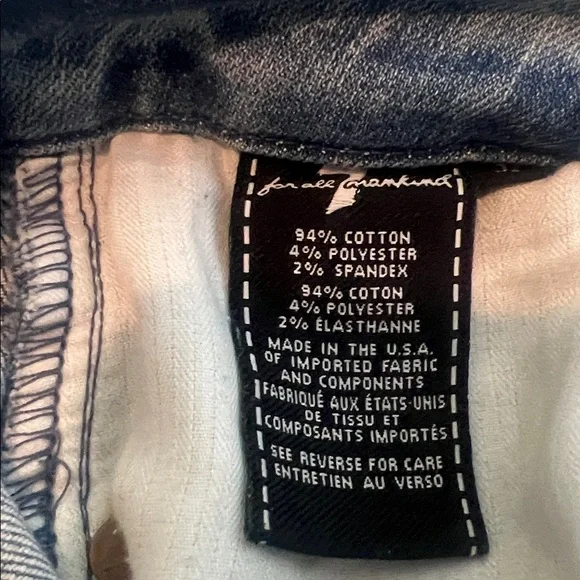 for all 7 mankind
94% COTTON
4% POLYESTER
2% SPANDEX
94% COTON
4% POLYESTER
2% ÉLASTHANNE
MADE IN THE U.S.A.
OF IMPORTED FABRIC
AND COMPONENTS
FABRIQUÉ AUX ÉTATS-UNIS
DE TISSU ET
COMPOSANTS IMPORTÉS
SEE REVERSE FOR CARE
ENTRETIEN AU VERSO